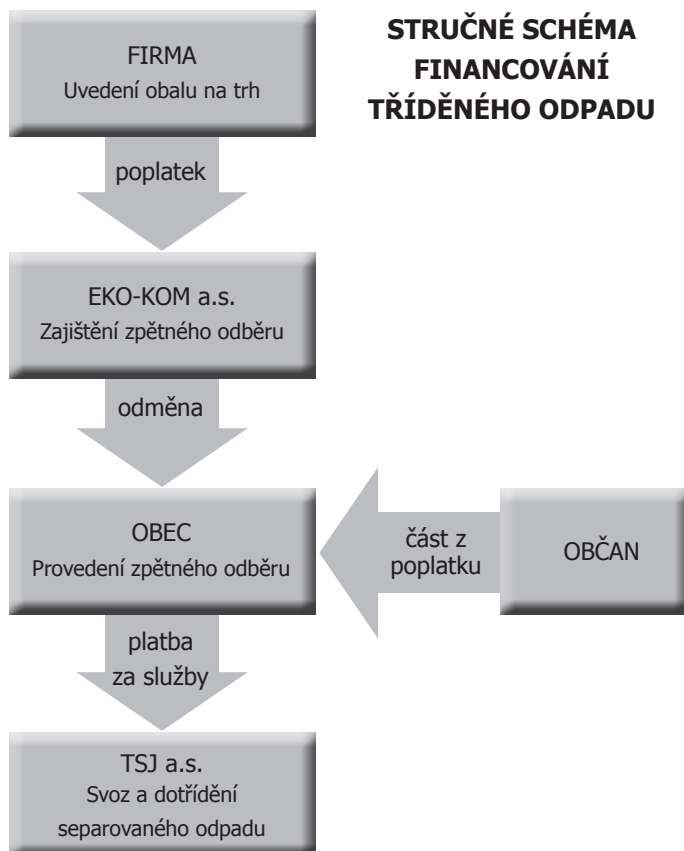 STRUČNÉ SCHÉMA
FINANCOVÁNÍ
TŘÍDĚNÉHO ODPADU
FIRMA
Uvedení obalu na trh
poplatek
EKO-KOM a.s.
Zajištění zpětného odběru
odměna
OBEC
Provedení zpětného odběru
část z
poplatku
OBČAN
platba
za služby
TSJ a.s.
Svoz a dotřídění
separovaného odpadu